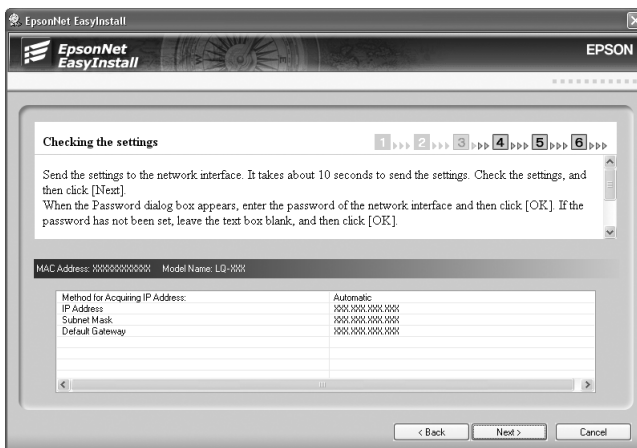 EpsonNet EasyInstall
EpsonNet
EasyInstall
EPSON
Checking the settings
1 2 3 4 5 6
Send the settings to the network interface. It takes about 10 seconds to send the settings. Check the settings, and
then click [Next].
When the Password dialog box appears, enter the password of the network interface and then click [OK]. If the
password has not been set, leave the text box blank, and then click [OK].
MAC Address: XXXXXXXXXXXX Model Name: LQ-XXX
Method for Acquiring IP Address: Automatic
IP Address XXX.XXX.XXX.XXX
Subnet Mask XXX.XXX.XXX.XXX
Default Gateway XXX.XXX.XXX.XXX
< Back Next > Cancel